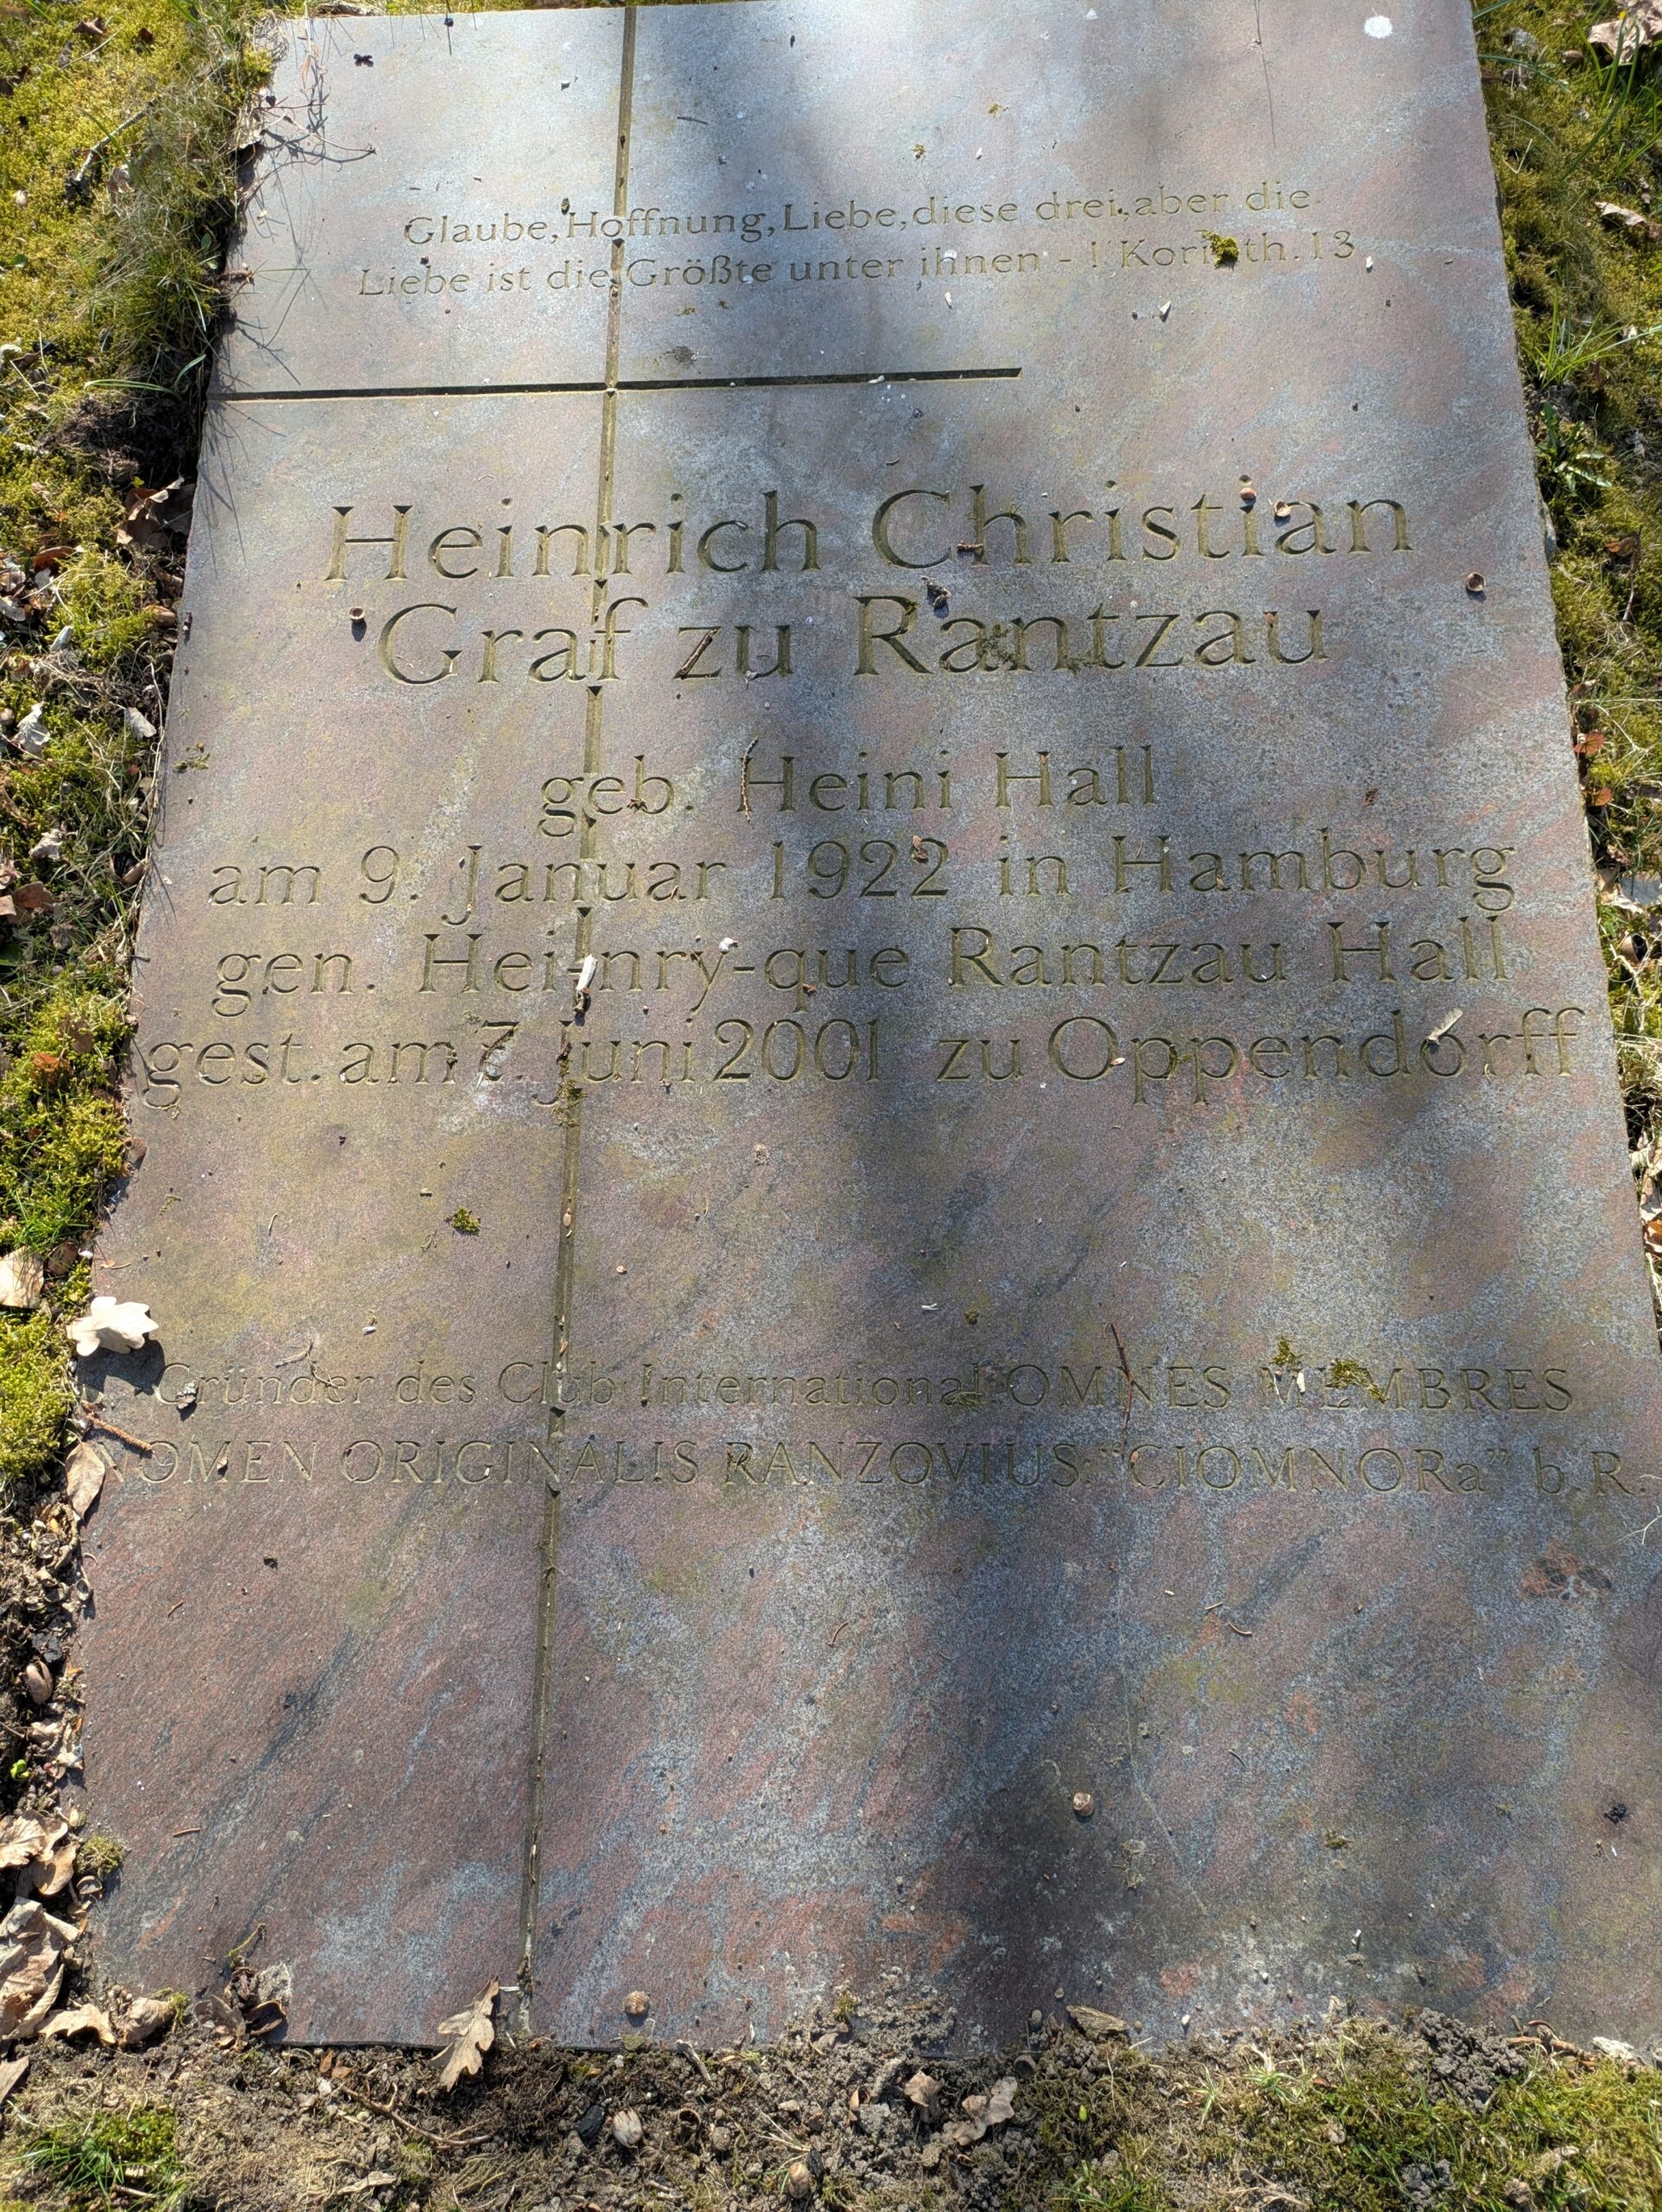 Glaube, Hoffnung, Liebe, diese drei, aber die
Liebe ist die Größte unter ihnen - 1 Korinth. 13
Heinrich Christian
Graf zu Rantzau
geb. Heini Hall
am 9. Januar 1922 in Hamburg
gen. Hei-nry-que Rantzau Hall
gest. am 7. Juni 2001 zu Oppendorff
Gründer des Club International OMNES MEMBRES
NOMEN ORIGINALIS RANZOVIUS "CIOMNORa" b.R.